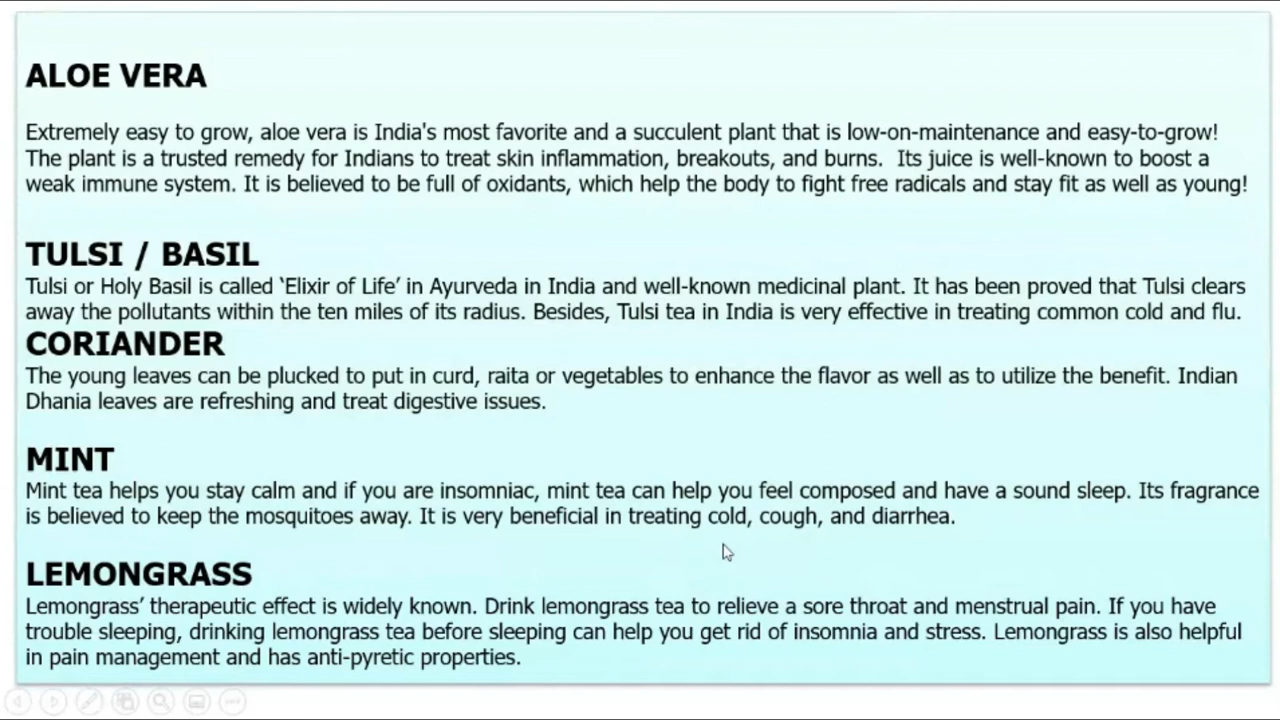 ALOE VERA
Extremely easy to grow, aloe vera is India's most favorite and a succulent plant that is low-on-maintenance and easy-to-grow!
The plant is a trusted remedy for Indians to treat skin inflammation, breakouts, and burns.  Its juice is well-known to boost a
weak immune system. It is believed to be full of oxidants, which help the body to fight free radicals and stay fit as well as young!
TULSI / BASIL
Tulsi or Holy Basil is called ‘Elixir of Life’ in Ayurveda in India and well-known medicinal plant. It has been proved that Tulsi clears
away the pollutants within the ten miles of its radius. Besides, Tulsi tea in India is very effective in treating common cold and flu.
CORIANDER
The young leaves can be plucked to put in curd, raita or vegetables to enhance the flavor as well as to utilize the benefit. Indian
Dhania leaves are refreshing and treat digestive issues.
MINT
Mint tea helps you stay calm and if you are insomniac, mint tea can help you feel composed and have a sound sleep. Its fragrance
is believed to keep the mosquitoes away. It is very beneficial in treating cold, cough, and diarrhea.
LEMONGRASS
Lemongrass’ therapeutic effect is widely known. Drink lemongrass tea to relieve a sore throat and menstrual pain. If you have
trouble sleeping, drinking lemongrass tea before sleeping can help you get rid of insomnia and stress. Lemongrass is also helpful
in pain management and has anti-pyretic properties.